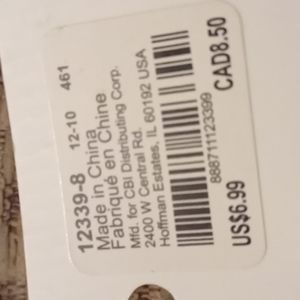 12339-8 12-10 461
Made in China
Fabriqué en Chine
Mfd. for CBI Distributing Corp.
2400 W Central Rd.
Hoffman Estates, IL 60192 USA
888711123399
US$6.99 CAD8.50